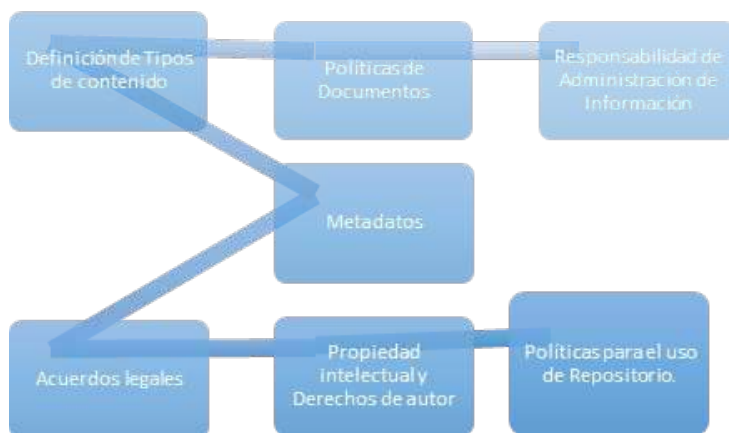 Definición de Tipos
de contenido
Políticas de
Documentos
Responsabilidad de
Administración de
Información
Metadatos
Acuerdos legales
Propiedad
intelectual y
Derechos de autor
Políticas para el uso
de Repositorio.